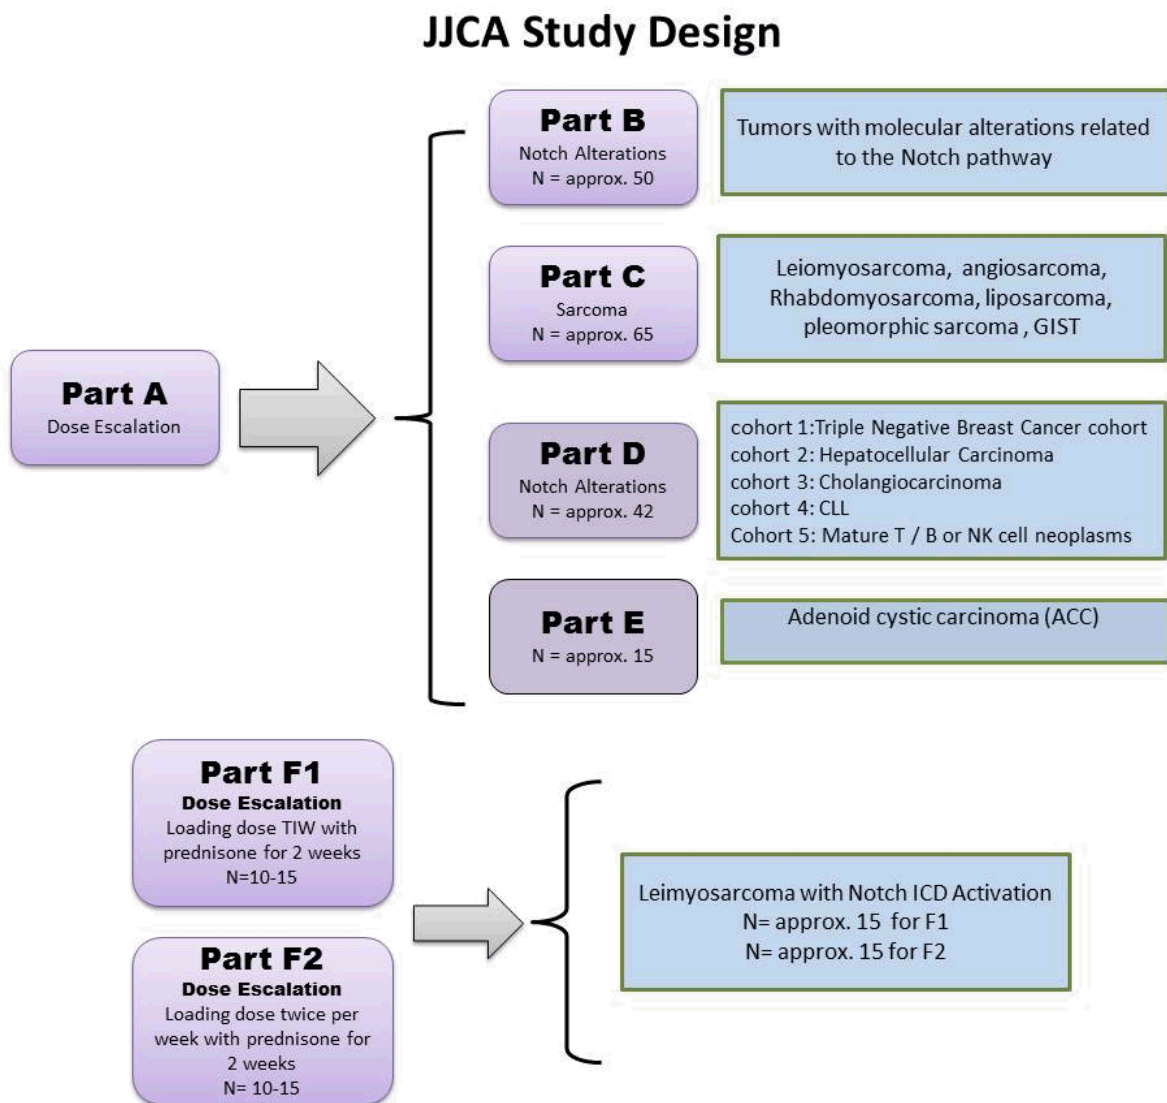 JJCA Study Design
Part A
Dose Escalation
Part B
Notch Alterations
N = approx. 50
Tumors with molecular alterations related
to the Notch pathway
Part C
Sarcoma
N = approx. 65
Leiomyosarcoma, angiosarcoma,
Rhabdomyosarcoma, liposarcoma,
pleomorphic sarcoma , GIST
Part D
Notch Alterations
N = approx. 42
cohort 1:Triple Negative Breast Cancer cohort
cohort 2: Hepatocellular Carcinoma
cohort 3: Cholangiocarcinoma
cohort 4: CLL
Cohort 5: Mature T / B or NK cell neoplasms
Part E
N = approx. 15
Adenoid cystic carcinoma (ACC)
Part F1
Dose Escalation
Loading dose TIW with
prednisone for 2 weeks
N=10-15
Part F2
Dose Escalation
Loading dose twice per
week with prednisone for
2 weeks
N= 10-15
Leimyosarcoma with Notch ICD Activation
N= approx. 15 for F1
N= approx. 15 for F2